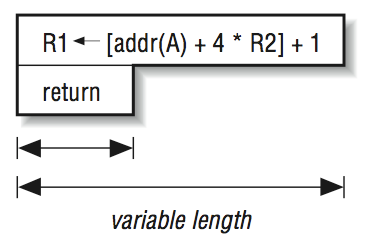 R1 ← [addr(A) + 4 * R2] + 1
return
variable length